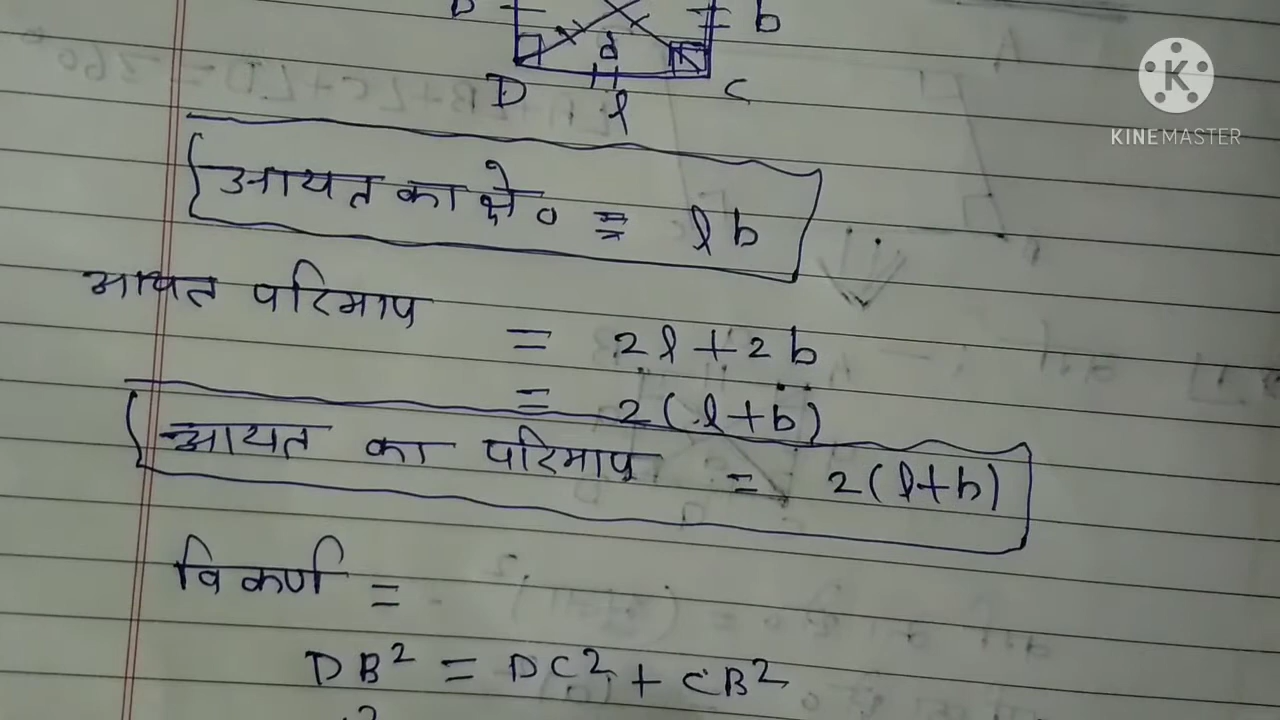 b b
d
D C
l
आयत का क्षे० = lb
आयत परिमाप
= 2l + 2b
= 2(l+b)
आयत का परिमाप = 2(l+b)
विकर्ण =
DB² = DC² + CB²
K
KINEMASTER